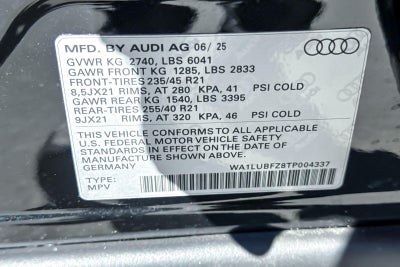 MFD. BY AUDI AG 06/ 25
GVWR KG 2740, LBS 6041
GAWR FRONT KG 1285, LBS 2833
FRONT-TIRES 235/45 R21
8,5JX21 RIMS, AT 280 KPA, 41 PSI COLD
GAWR REAR KG 1540, LBS 3395
REAR-TIRES 255/40 R21
9JX21 RIMS, AT 320 KPA, 46 PSI COLD
THIS VEHICLE CONFORMS TO ALL APPLICABLE
U.S. FEDERAL MOTOR VEHICLE SAFETY
STANDARDS IN EFFECT ON THE DATE
OF MANUFACTURE SHOWN ABOVE
GERMANY
TYPE:
MPV
WA1LUBFZ8TP004337